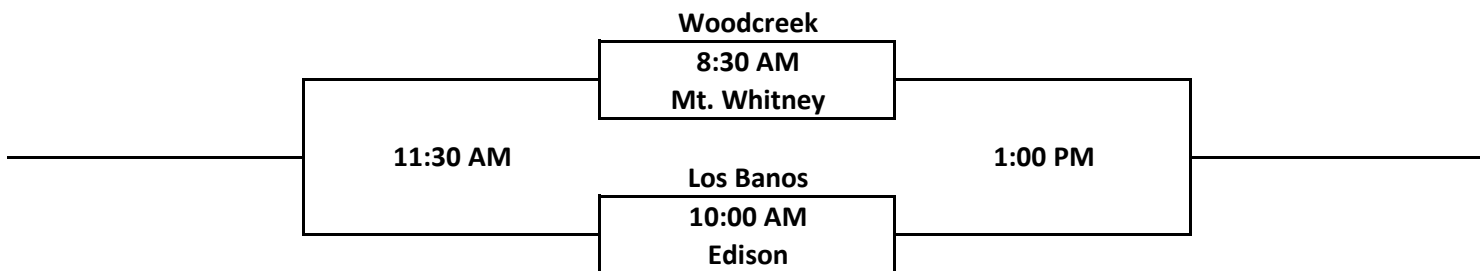 Woodcreek
8:30 AM
Mt. Whitney
11:30 AM
1:00 PM
Los Banos
10:00 AM
Edison